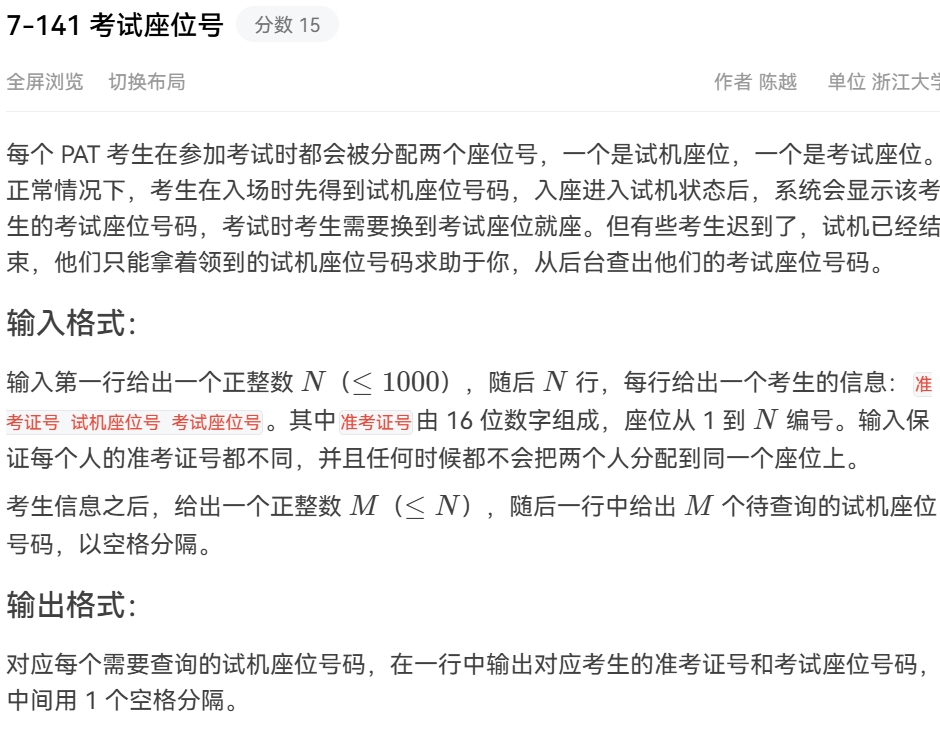 7-141 考试座位号 分数 15
全屏浏览 切换布局 作者 陈越 单位 浙江大学
每个 PAT 考生在参加考试时都会被分配两个座位号，一个是试机座位，一个是考试座位。
正常情况下，考生在入场时先得到试机座位号码，入座进入试机状态后，系统会显示该考
生的考试座位号码，考试时考生需要换到考试座位就座。但有些考生迟到了，试机已经结
束，他们只能拿着领到的试机座位号码求助于你，从后台查出他们的考试座位号码。
输入格式：
输入第一行给出一个正整数 N（≤ 1000），随后 N 行，每行给出一个考生的信息：准
考证号 试机座位号 考试座位号。其中准考证号由 16 位数字组成，座位从 1 到 N 编号。输入保
证每个人的准考证号都不同，并且任何时候都不会把两个人分配到同一个座位上。
考生信息之后，给出一个正整数 M（≤ N），随后一行中给出 M 个待查询的试机座位
号码，以空格分隔。
输出格式：
对应每个需要查询的试机座位号码，在一行中输出对应考生的准考证号和考试座位号码，
中间用 1 个空格分隔。